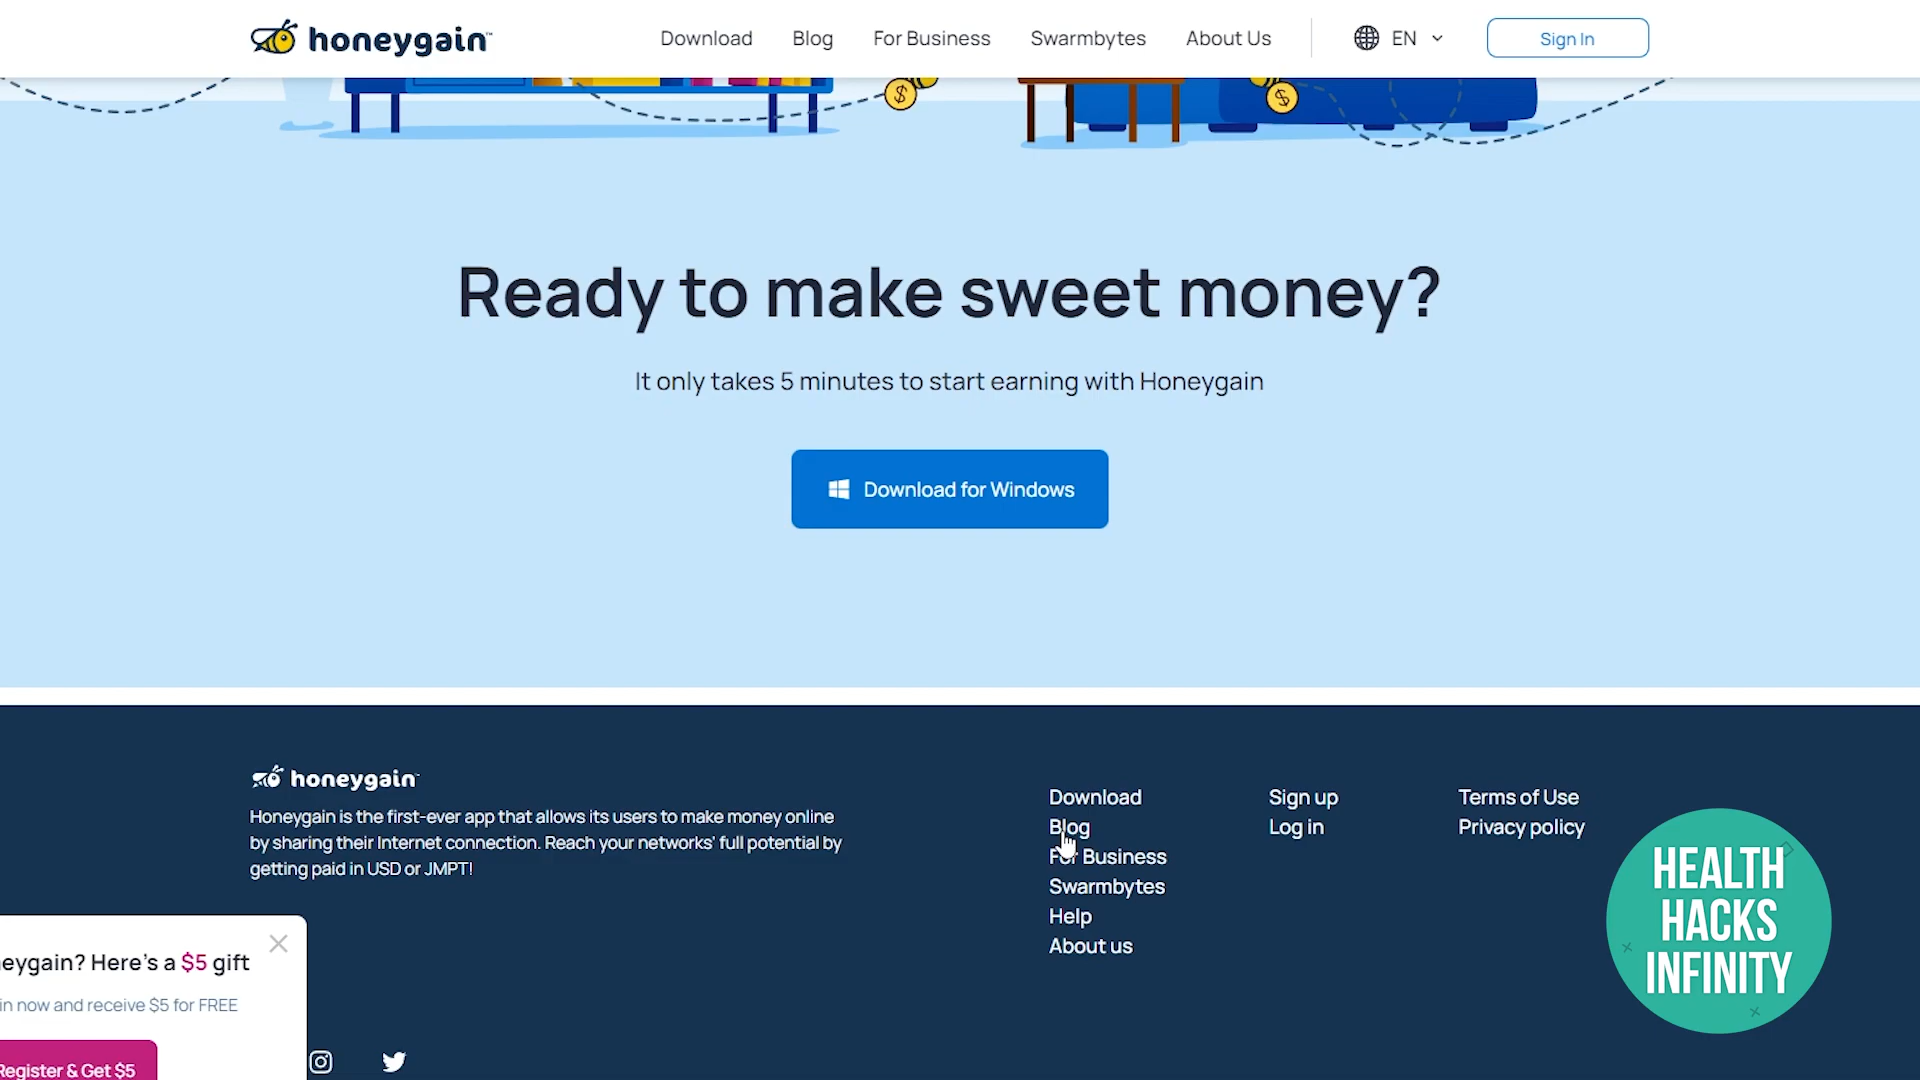 honeygain™
Download Blog For Business Swarmbytes About Us EN Sign In
$ $
Ready to make sweet money?
It only takes 5 minutes to start earning with Honeygain
Download for Windows
honeygain™
Honeygain is the first-ever app that allows its users to make money online
by sharing their Internet connection. Reach your networks' full potential by
getting paid in USD or JMPT!
Download
Blog
For Business
Swarmbytes
Help
About us
Sign up
Log in
Terms of Use
Privacy policy
HEALTH
HACKS
INFINITY
eygain? Here's a $5 gift
in now and receive $5 for FREE
Register & Get $5